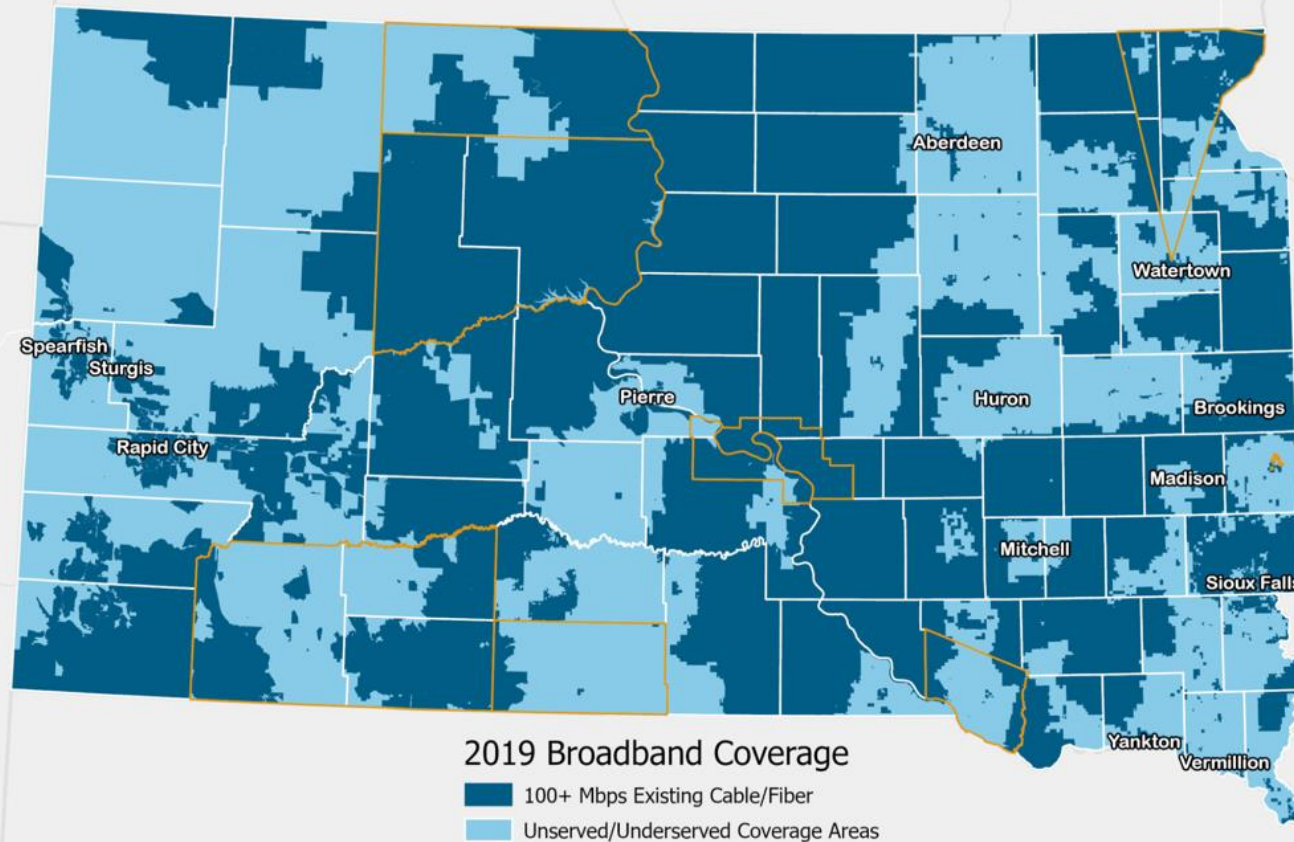 Aberdeen
Watertown
Spearfish
Sturgis
Pierre
Huron
Brookings
Rapid City
Madison
Mitchell
Sioux Falls
Yankton
Vermillion
2019 Broadband Coverage
100+ Mbps Existing Cable/Fiber
Unserved/Underserved Coverage Areas